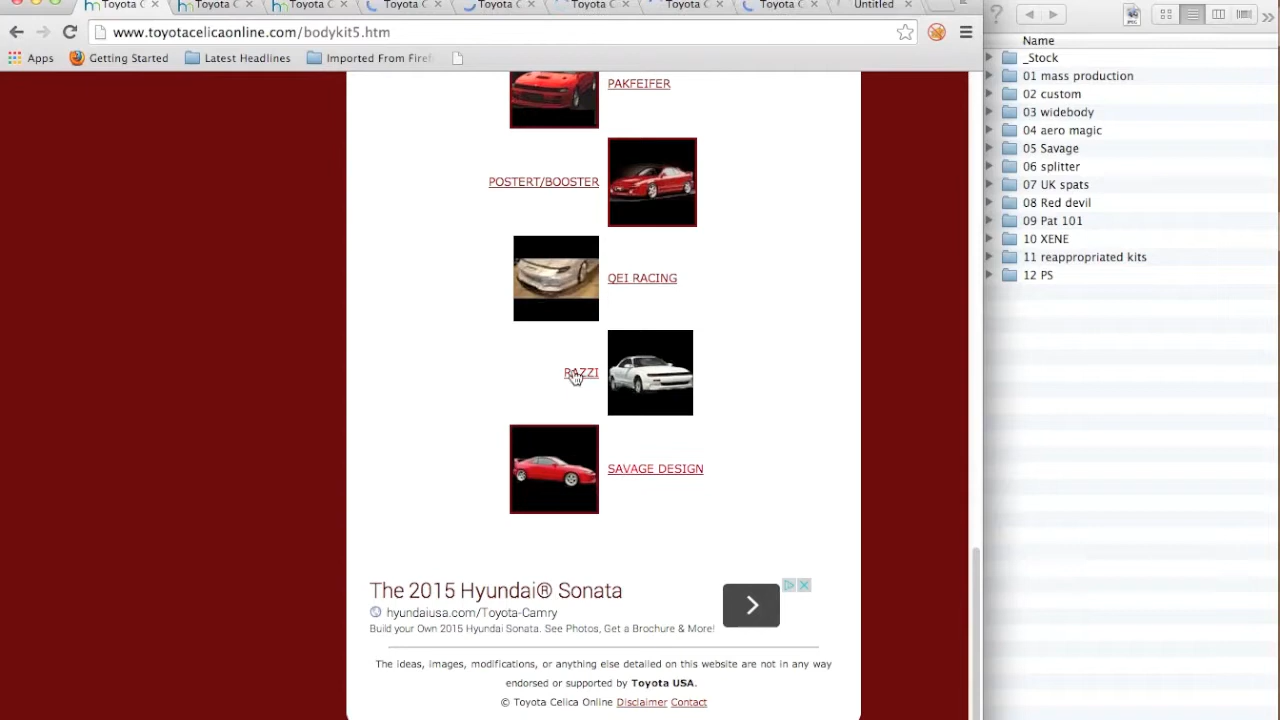 Toyota C
Toyota C
Toyota C
Toyota C
Toyota C
Toyota C
Toyota C
Toyota C
Untitled
www.toyotacelicaonline.com/bodykit5.htm
Apps
Getting Started
Latest Headlines
Imported From Firef
PAKFEIFER
POSTERT/BOOSTER
QEI RACING
RAZZI
SAVAGE DESIGN
The 2015 Hyundai® Sonata
hyundaiusa.com/Toyota-Camry
Build your Own 2015 Hyundai Sonata. See Photos, Get a Brochure & More!
The ideas, images, modifications, or anything else detailed on this website are not in any way
endorsed or supported by Toyota USA.
© Toyota Celica Online Disclaimer Contact
Name
_Stock
01 mass production
02 custom
03 widebody
04 aero magic
05 Savage
06 splitter
07 UK spats
08 Red devil
09 Pat 101
10 XENE
11 reappropriated kits
12 PS